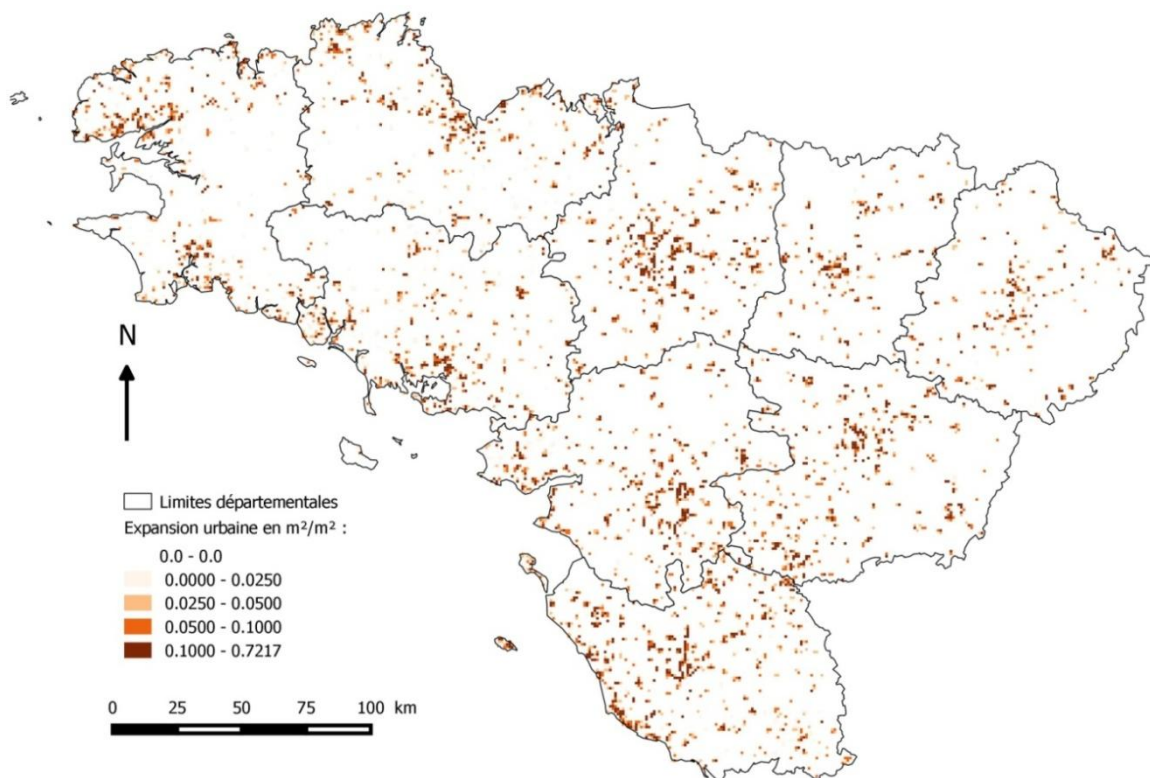 N
Limites départementales
Expansion urbaine en m²/m² :
0.0 - 0.0
0.0000 - 0.0250
0.0250 - 0.0500
0.0500 - 0.1000
0.1000 - 0.7217
0 25 50 75 100 km